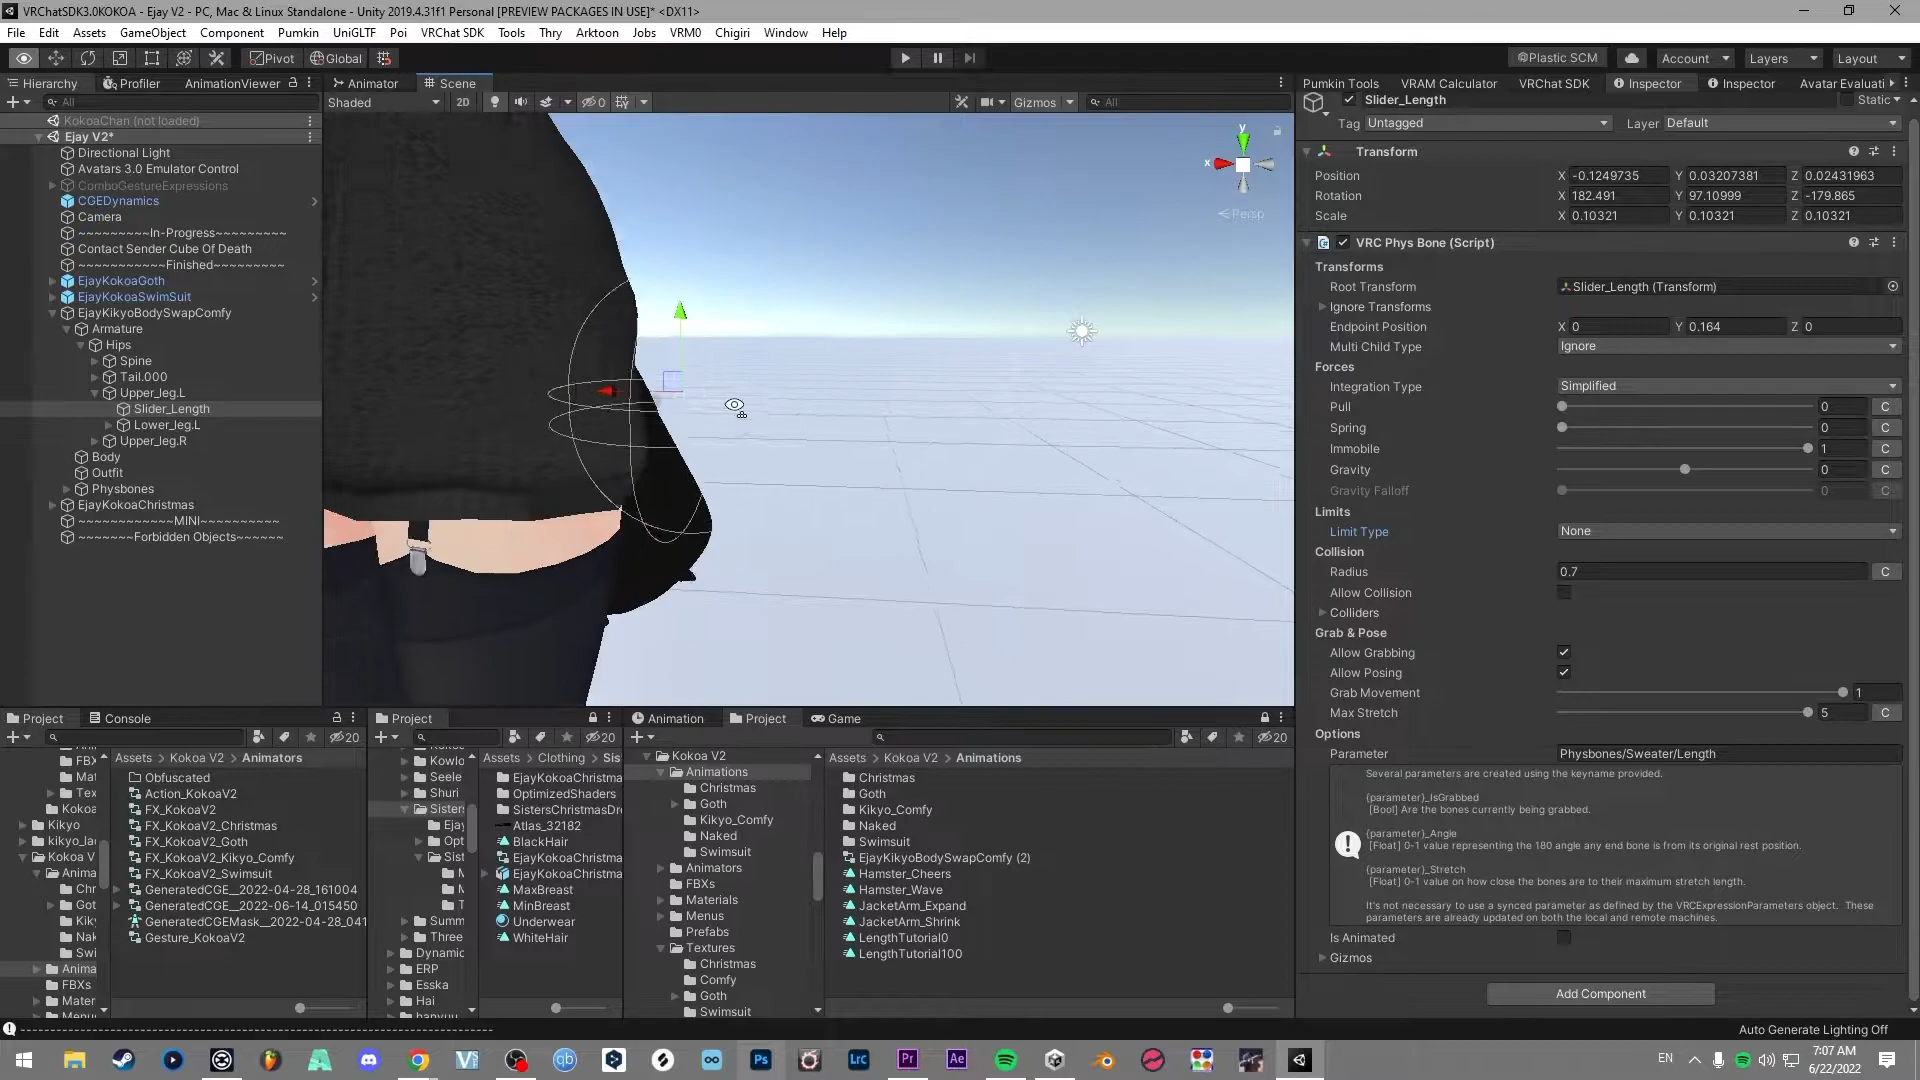 VRChatSDK3.0KOKOA - Ejay V2 - PC, Mac & Linux Standalone - Unity 2019.4.31f1 Personal [PREVIEW PACKAGES IN USE]* <DX11>
File Edit Assets GameObject Component Pumkin UniGLTF Poi VRChat SDK Tools Thry Arktoon Jobs VRM0 Chigiri Window Help
Pivot Global Plastic SCM Account Layers Layout
Hierarchy Profiler AnimationViewer Animator Scene Pumkin Tools VRAM Calculator VRChat SDK Inspector Inspector Avatar Evaluati
All Shaded 2D 0 Gizmos All
KokoaChan (not loaded)
Ejay V2*
Directional Light
Avatars 3.0 Emulator Control
ComboGestureExpressions
CGEDynamics
Camera
~~~~~~~~~In-Progress~~~~~~~~~
Contact Sender Cube Of Death
~~~~~~~~~~~Finished~~~~~~~~~
EjayKokoaGoth
EjayKokoaSwimSuit
EjayKikyoBodySwapComfy
Armature
Hips
Spine
Tail.000
Upper_leg.L
Slider_Length
Lower_leg.L
Upper_leg.R
Body
Outfit
Physbones
EjayKokoaChristmas
~~~~~~~~~~~~MINI~~~~~~~~~~
~~~~~~~Forbidden Objects~~~~~~
y
x
Persp
Slider_Length Static
Tag Untagged Layer Default
Transform
Position X -0.1249735 Y 0.03207381 Z 0.02431963
Rotation X 182.491 Y 97.10999 Z -179.865
Scale X 0.10321 Y 0.10321 Z 0.10321
VRC Phys Bone (Script)
Transforms
Root Transform Slider_Length (Transform)
Ignore Transforms
Endpoint Position X 0 Y 0.164 Z 0
Multi Child Type Ignore
Forces
Integration Type Simplified
Pull 0 C
Spring 0 C
Immobile 1 C
Gravity 0 C
Gravity Falloff 0 C
Limits
Limit Type None
Collision
Radius 0.7 C
Allow Collision
Colliders
Grab & Pose
Allow Grabbing
Allow Posing
Grab Movement 1
Max Stretch 5 C
Options
Parameter Physbones/Sweater/Length
Several parameters are created using the keyname provided.
{parameter}_IsGrabbed
[Bool] Are the bones currently being grabbed.
{parameter}_Angle
[Float] 0-1 value representing the 180 angle any end bone is from its original rest position.
{parameter}_Stretch
[Float] 0-1 value on how close the bones are to their maximum stretch length.
It's not necessary to use a synced parameter as defined by the VRCExpressionParameters object. These
parameters are already updated on both the local and remote machines.
Is Animated
Gizmos
Add Component
Project Console
20
FBX
Mat
Tex
Kokoa
Kikyo
kikyo_la
Kokoa V
Anima
Chr
Got
Kik
Nak
Swi
Anima
FBXs
Mater
Menus
Assets > Kokoa V2 > Animators
Obfuscated
Action_KokoaV2
FX_KokoaV2
FX_KokoaV2_Christmas
FX_KokoaV2_Goth
FX_KokoaV2_Kikyo_Comfy
FX_KokoaV2_Swimsuit
GeneratedCGE__2022-04-28_161004
GeneratedCGE__2022-06-14_015450
GeneratedCGEMask__2022-04-28_041
Gesture_KokoaV2
Project
20
Kowlo
Seele
Shuri
Sisters
Ejay
Opt
Sist
M
M
T
Summ
Three
Dynamic
ERP
Esska
Hai
Assets > Clothing > Sis
EjayKokoaChristma
OptimizedShaders
SistersChristmasDre
Atlas_32182
BlackHair
EjayKokoaChristma
EjayKokoaChristma
MaxBreast
MinBreast
Underwear
WhiteHair
Animation Project Game
20
Kokoa V2
Animations
Christmas
Goth
Kikyo_Comfy
Naked
Swimsuit
Animators
FBXs
Materials
Menus
Prefabs
Textures
Christmas
Comfy
Goth
Swimsuit
Assets > Kokoa V2 > Animations
Christmas
Goth
Kikyo_Comfy
Naked
Swimsuit
EjayKikyoBodySwapComfy (2)
Hamster_Cheers
Hamster_Wave
JacketArm_Expand
JacketArm_Shrink
LengthTutorial0
LengthTutorial100
Auto Generate Lighting Off
qb Ps Lrc Pr Ae
EN 7:07 AM
6/22/2022